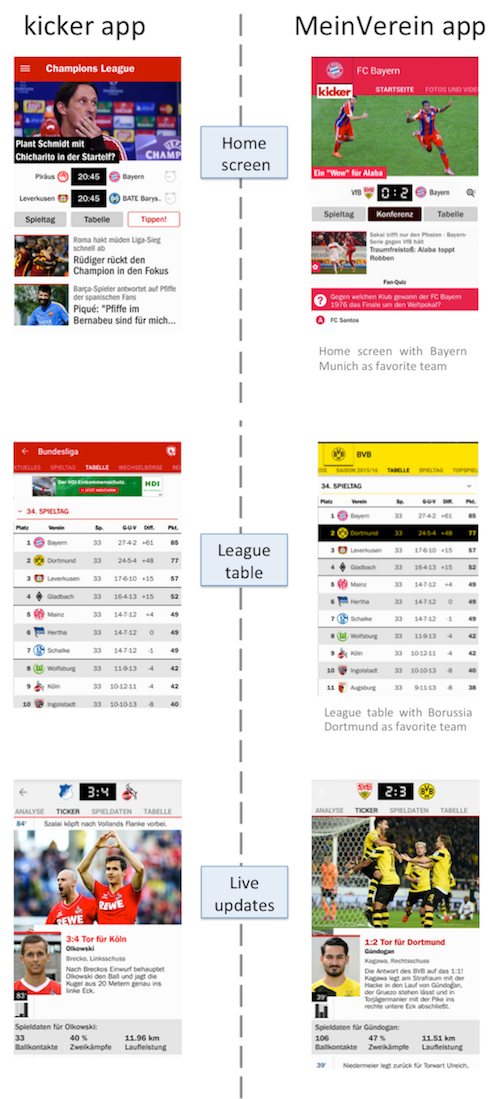 kicker app
MeinVerein app
Champions League
Plant Schmidt mit
Chicharito in der Startelf?
Piräus 20:45 Bayern
Leverkusen 20:45 BATE Barys..
Spieltag Tabelle Tippen!
Roma hakt müden Liga-Sieg
schnell ab
Rüdiger rückt den
Champion in den Fokus
Barça-Spieler antwortet auf Pfiffe
der spanischen Fans
Piqué: "Pfiffe im
Bernabeu sind für mich...
Home
screen
FC Bayern
kicker STARTSEITE FOTOS UND VIDE
Ein "Wow" für Alaba
VfB 0:2 Bayern
Spieltag Konferenz Tabelle
Sakai trifft nur den Pfosten - Bayern-
Serie gegen VfB hält
Traumfreistoß: Alaba toppt
Robben
Fan-Quiz
? Gegen welchen Klub gewann der FC Bayern
1976 das Finale um den Weltpokal?
A FC Santos
Home screen with Bayern
Munich as favorite team
Bundesliga
KTUELLES SPIELTAG TABELLE WECHSELBÖRSE
HDI
34. SPIELTAG
Platz Verein Sp. G-U-V Diff. Pkt.
1 Bayern 33 27-4-2 +61 85
2 Dortmund 33 24-5-4 +48 77
3 Leverkusen 33 17-6-10 +15 57
4 Gladbach 33 16-4-13 +15 52
5 Mainz 33 14-7-12 +4 49
6 Hertha 33 14-7-12 0 49
7 Schalke 33 14-7-12 -1 49
8 Wolfsburg 33 11-9-13 -4 42
9 Köln 33 10-12-11 -4 42
10 Ingolstadt 33 10-10-13 -8 40
League
table
BVB
OS SAISON 2015/16 TABELLE SPIELTAG TOPSPIEL
34. SPIELTAG
Platz Verein Sp. G-U-V Diff. Pkt.
1 Bayern 33 27-4-2 +61 85
2 Dortmund 33 24-5-4 +48 77
3 Leverkusen 33 17-6-10 +15 57
4 Gladbach 33 16-4-13 +15 52
5 Mainz 33 14-7-12 +4 49
6 Hertha 33 14-7-12 0 49
7 Schalke 33 14-7-12 -1 49
8 Wolfsburg 33 11-9-13 -4 42
9 Köln 33 10-12-11 -4 42
10 Ingolstadt 33 10-10-13 -8 40
11 Augsburg 33 9-11-13 -8 38
League table with Borussia
Dortmund as favorite team
3:4
ANALYSE TICKER SPIELDATEN TABELLE
84' Szalai köpft nach Vollands Flanke vorbei.
REWE REWE
3:4 Tor für Köln
Olkowski
Brecko, Linksschuss
Nach Breckos Einwurf behauptet
Olkowski den Ball und jagt die
Kugel aus 20 Metern genau ins
linke Eck.
83'
Spieldaten für Olkowski:
33 40 % 11.96 km
Ballkontakte Zweikämpfe Laufleistung
Live
updates
2:3
ANALYSE TICKER SPIELDATEN TABELLE
1:2 Tor für Dortmund
Gündogan
Kagawa, Rechtsschuss
Die Antwort des BVB auf das 1:1!
Kagawa legt am Strafraum mit der
Hacke in den Lauf von Gündogan,
der Gruezo stehen lässt und in
Torjägermanier mit der Pike ins
rechte untere Eck abschließt.
39'
Spieldaten für Gündogan:
106 47 % 11.51 km
Ballkontakte Zweikämpfe Laufleistung
39' Niedermeier legt zurück für Torwart Ulreich,